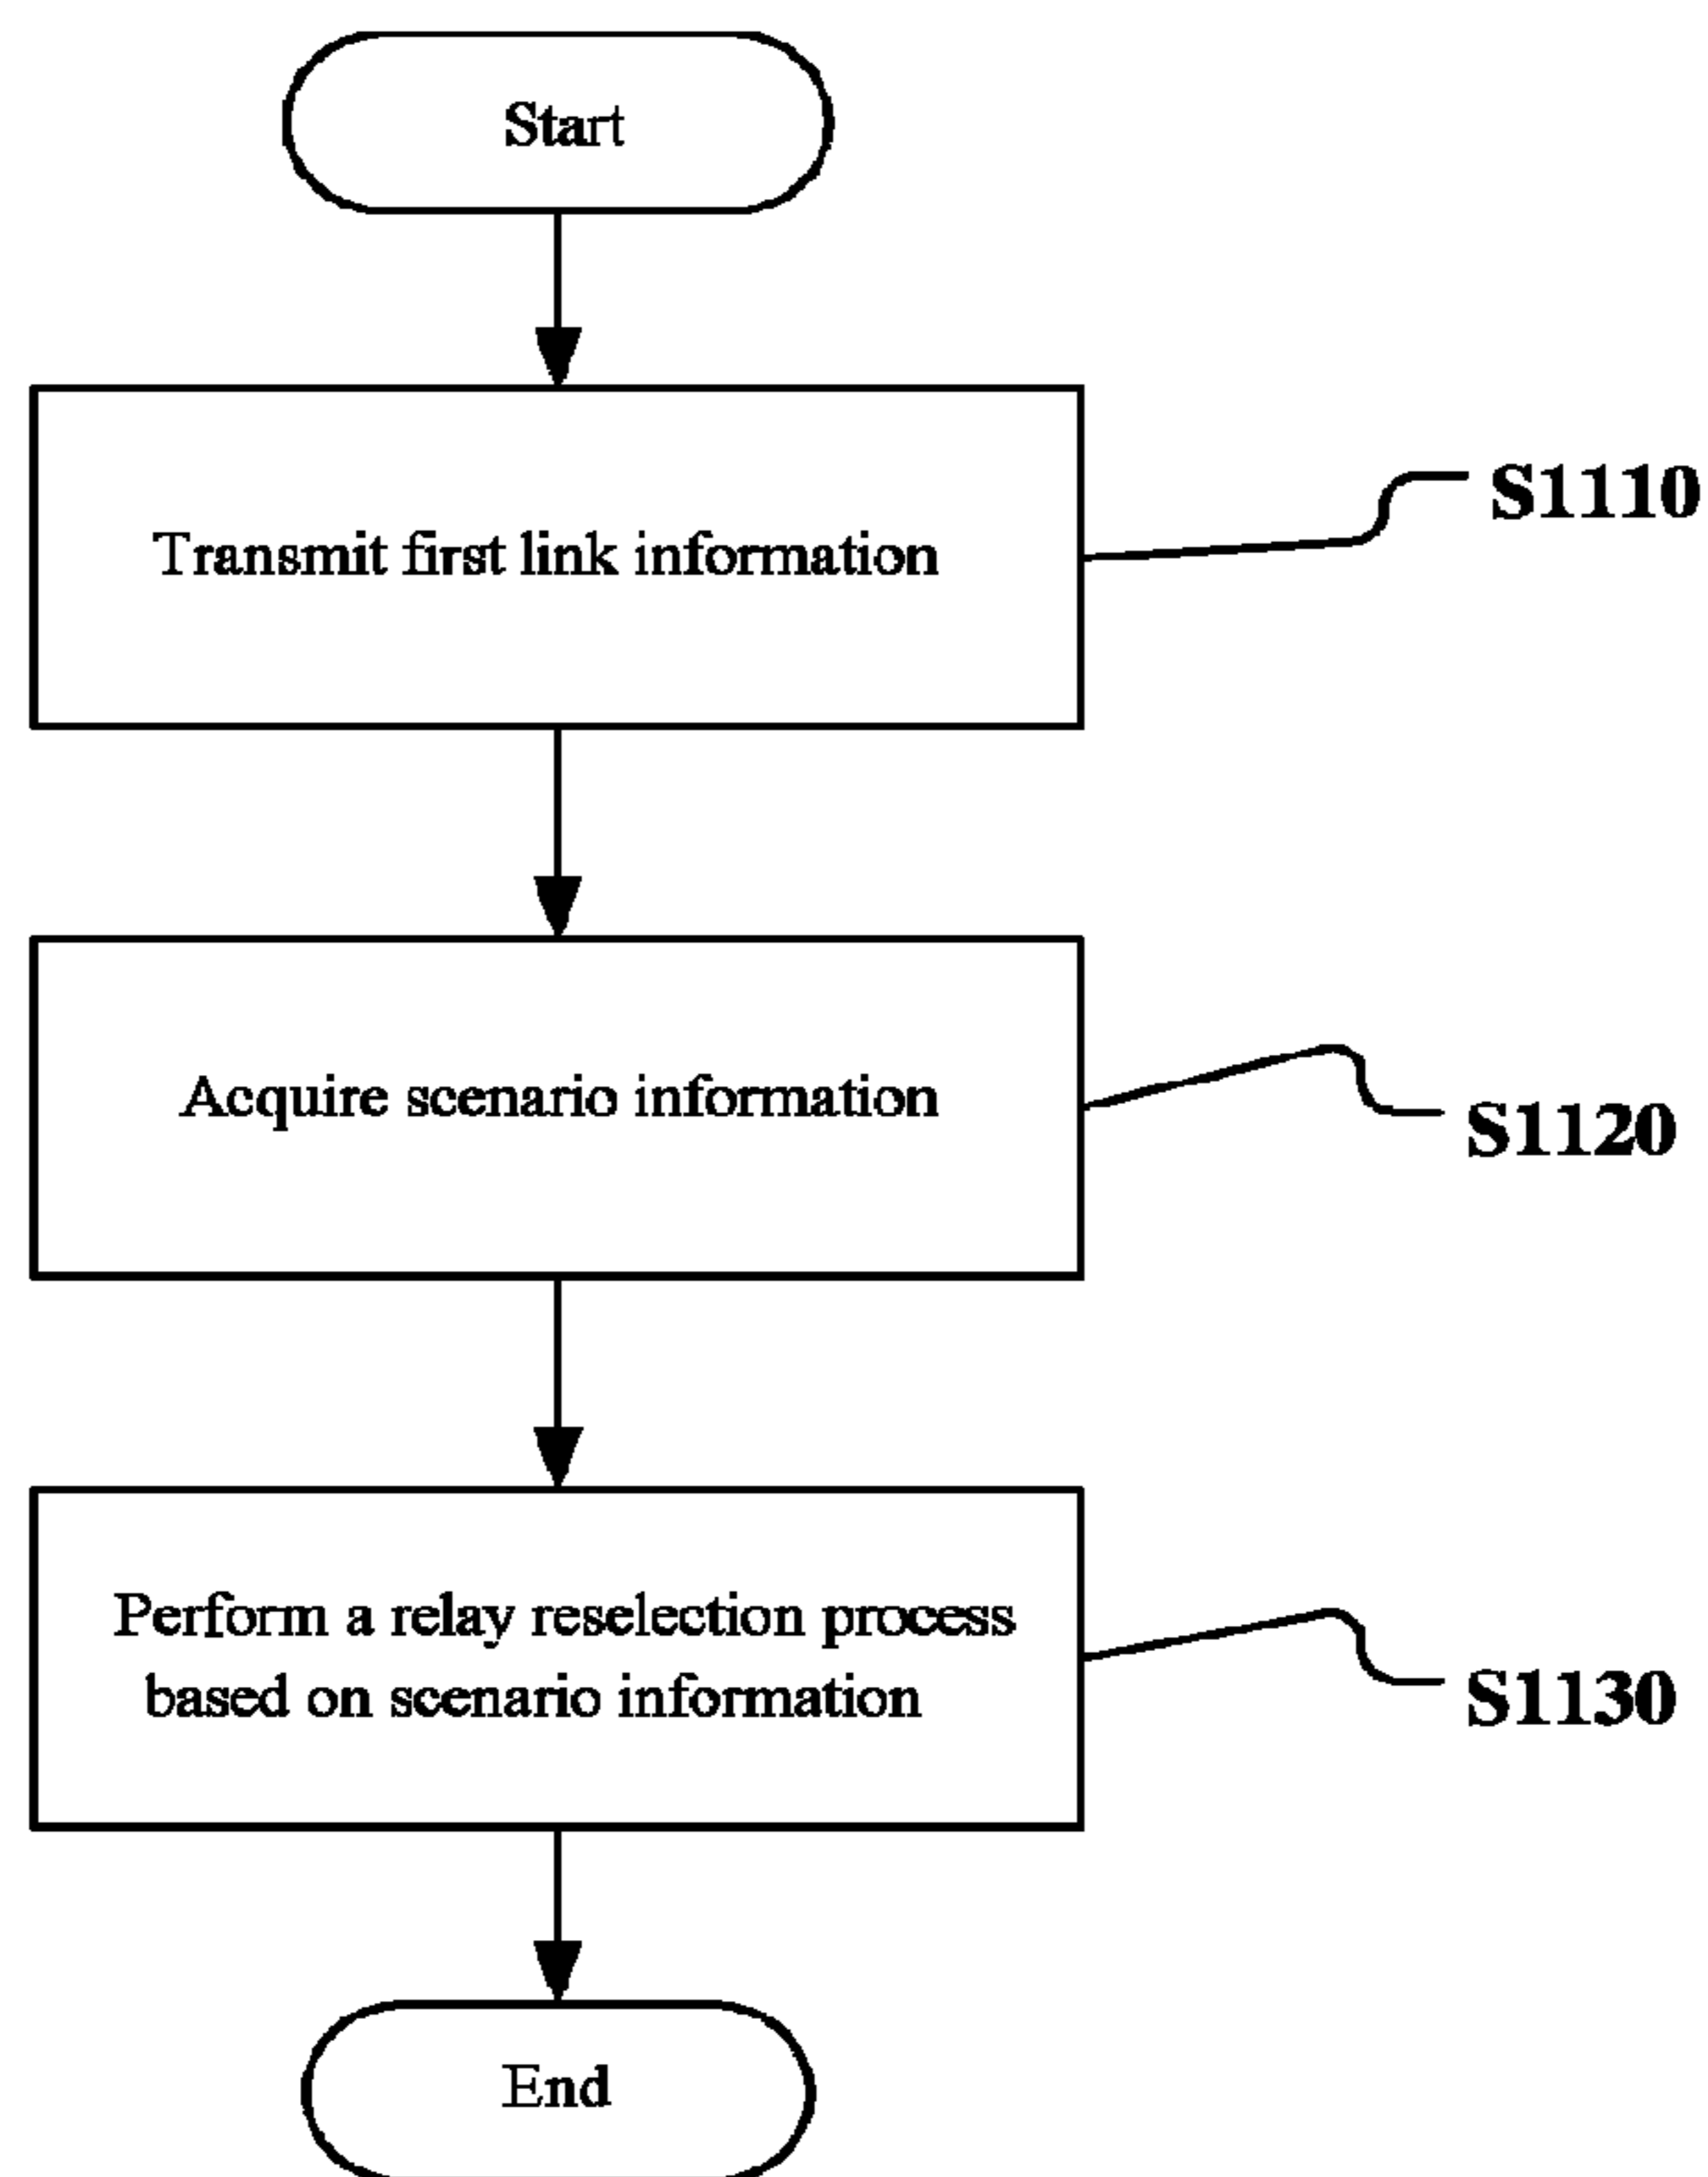 Start
Transmit first link information
S1110
Acquire scenario information
S1120
Perform a relay reselection process
based on scenario information
S1130
End